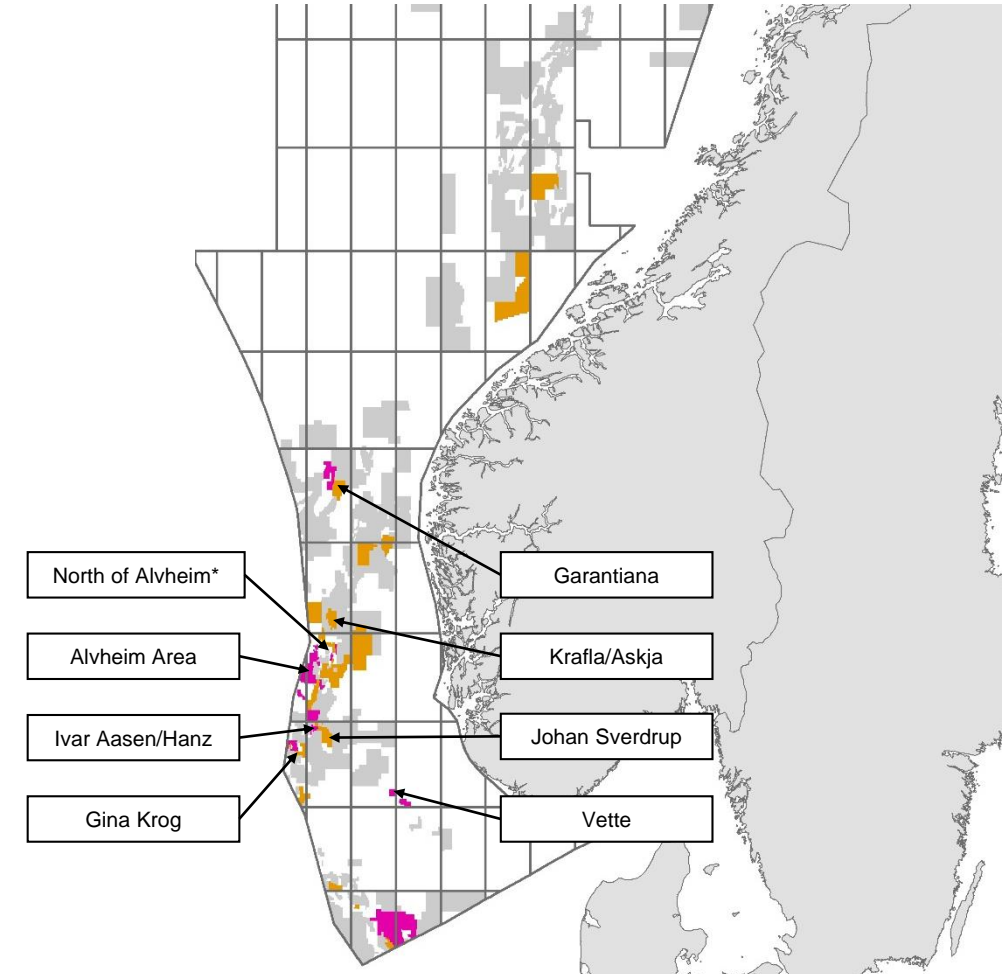 North of Alvheim*
Garantiana
Alvheim Area
Krafla/Askja
Ivar Aasen/Hanz
Johan Sverdrup
Gina Krog
Vette